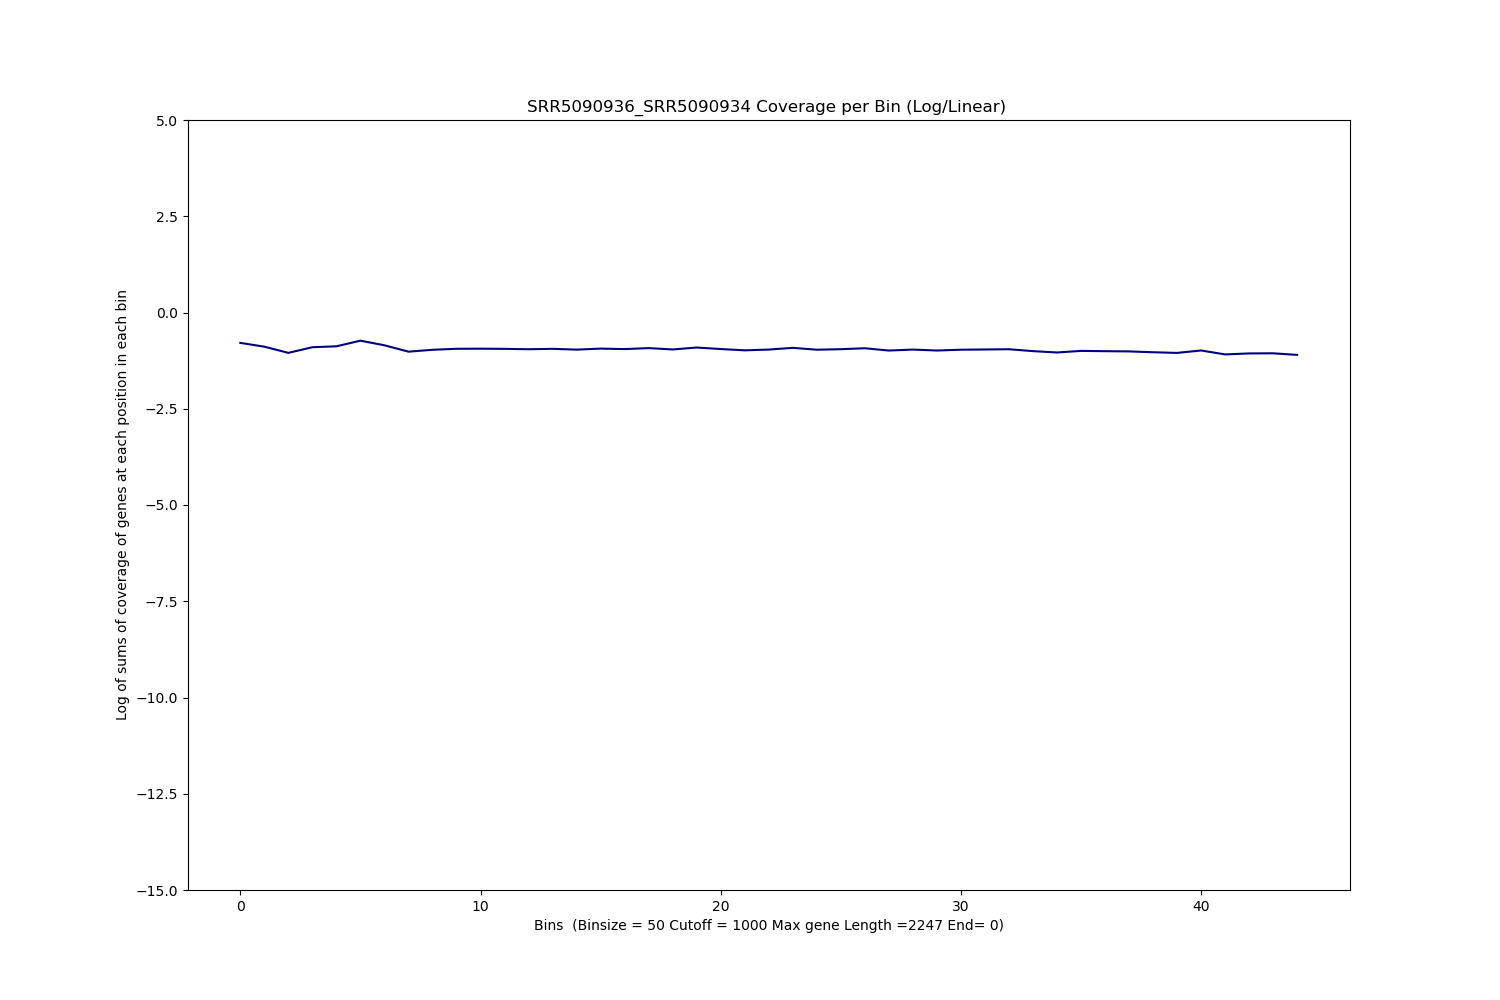 SRR5090936_SRR5090934 Coverage per Bin (Log/Linear)
5.0
2.5
0.0
−2.5
−5.0
−7.5
−10.0
−12.5
−15.0
Log of sums of coverage of genes at each position in each bin
0 10 20 30 40
Bins  (Binsize = 50 Cutoff = 1000 Max gene Length =2247 End= 0)